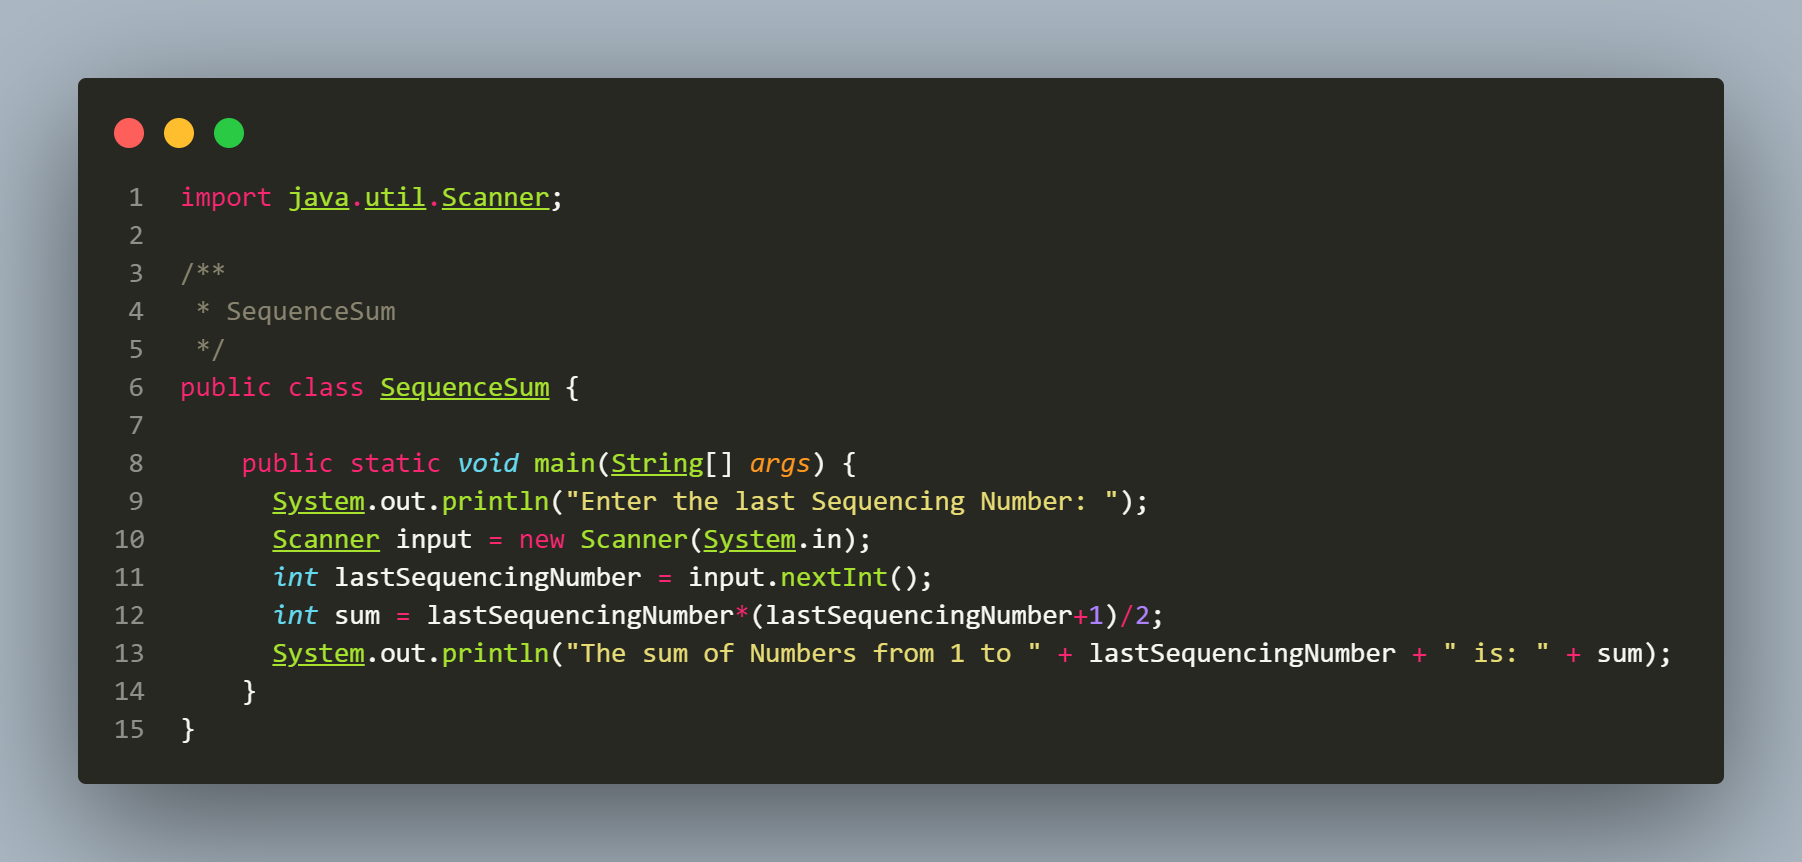 1 import java.util.Scanner;
2
3 /**
4  * SequenceSum
5  */
6 public class SequenceSum {
7
8     public static void main(String[] args) {
9       System.out.println("Enter the last Sequencing Number: ");
10       Scanner input = new Scanner(System.in);
11       int lastSequencingNumber = input.nextInt();
12       int sum = lastSequencingNumber*(lastSequencingNumber+1)/2;
13       System.out.println("The sum of Numbers from 1 to " + lastSequencingNumber + " is: " + sum);
14     }
15 }